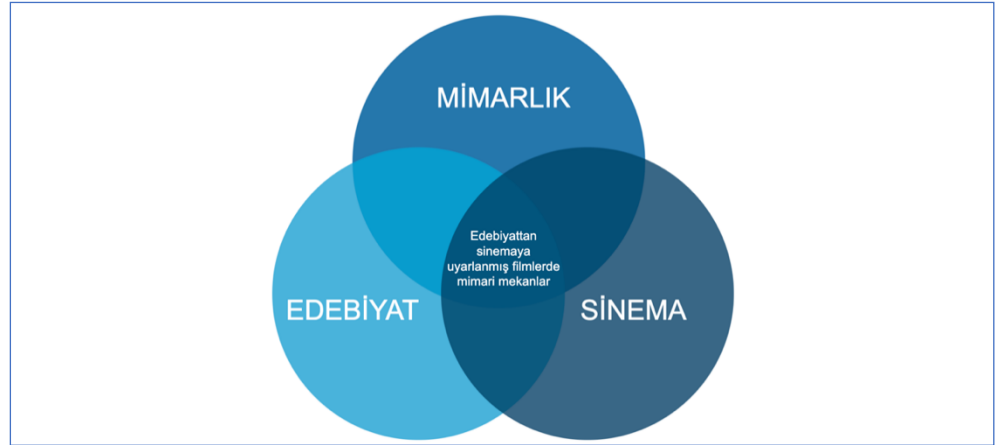 MİMARLIK
Edebiyattan
sinemaya
uyarlanmış filmlerde
mimari mekanlar
EDEBİYAT
SİNEMA